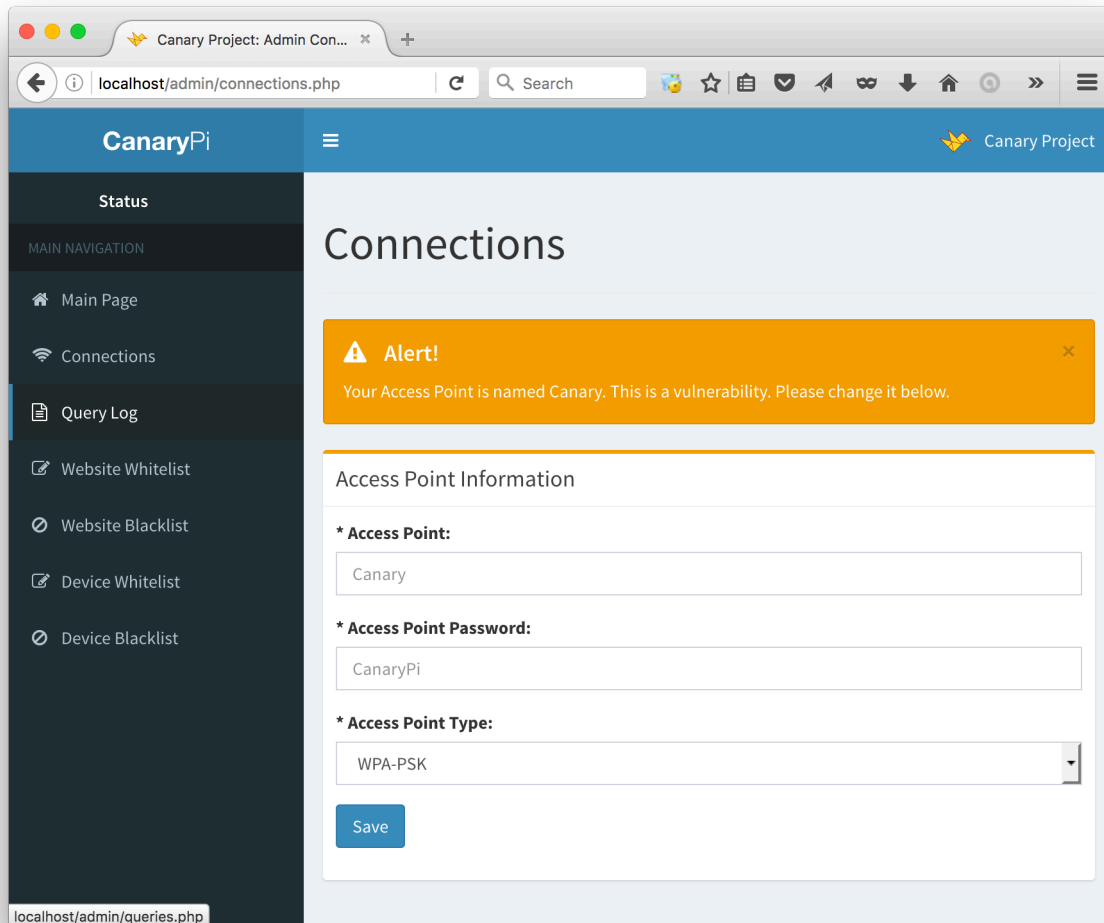 Canary Project: Admin Con...
localhost/admin/connections.php
Search
CanaryPi
Canary Project
Status
MAIN NAVIGATION
Main Page
Connections
Query Log
Website Whitelist
Website Blacklist
Device Whitelist
Device Blacklist
Connections
Alert!
Your Access Point is named Canary. This is a vulnerability. Please change it below.
Access Point Information
* Access Point:
Canary
* Access Point Password:
CanaryPi
* Access Point Type:
WPA-PSK
Save
localhost/admin/queries.php